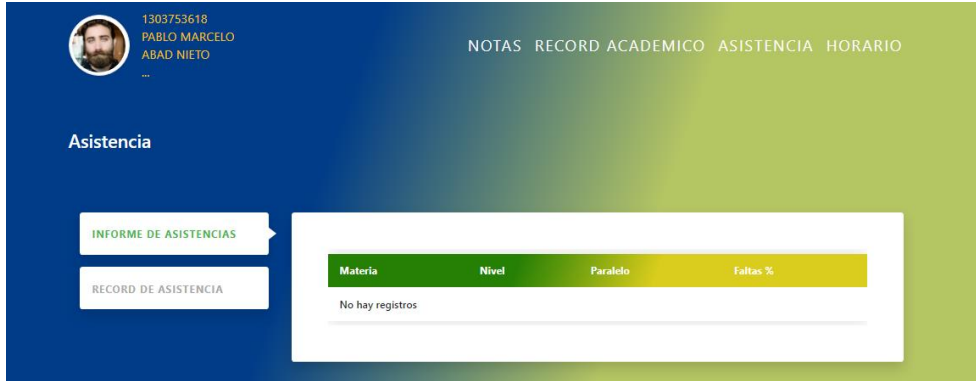 1303753618
PABLO MARCELO
ABAD NIETO
...
NOTAS RECORD ACADEMICO ASISTENCIA HORARIO
Asistencia
INFORME DE ASISTENCIAS
RECORD DE ASISTENCIA
Materia Nivel Paralelo Faltas %
No hay registros